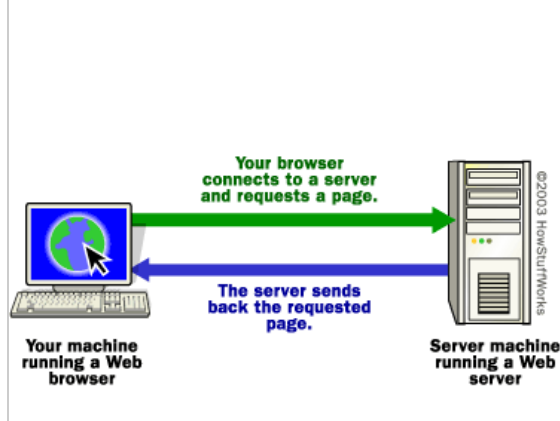 Your browser
connects to a server
and requests a page.
The server sends
back the requested
page.
Your machine
running a Web
browser
Server machine
running a Web
server
©2003 HowStuffWorks